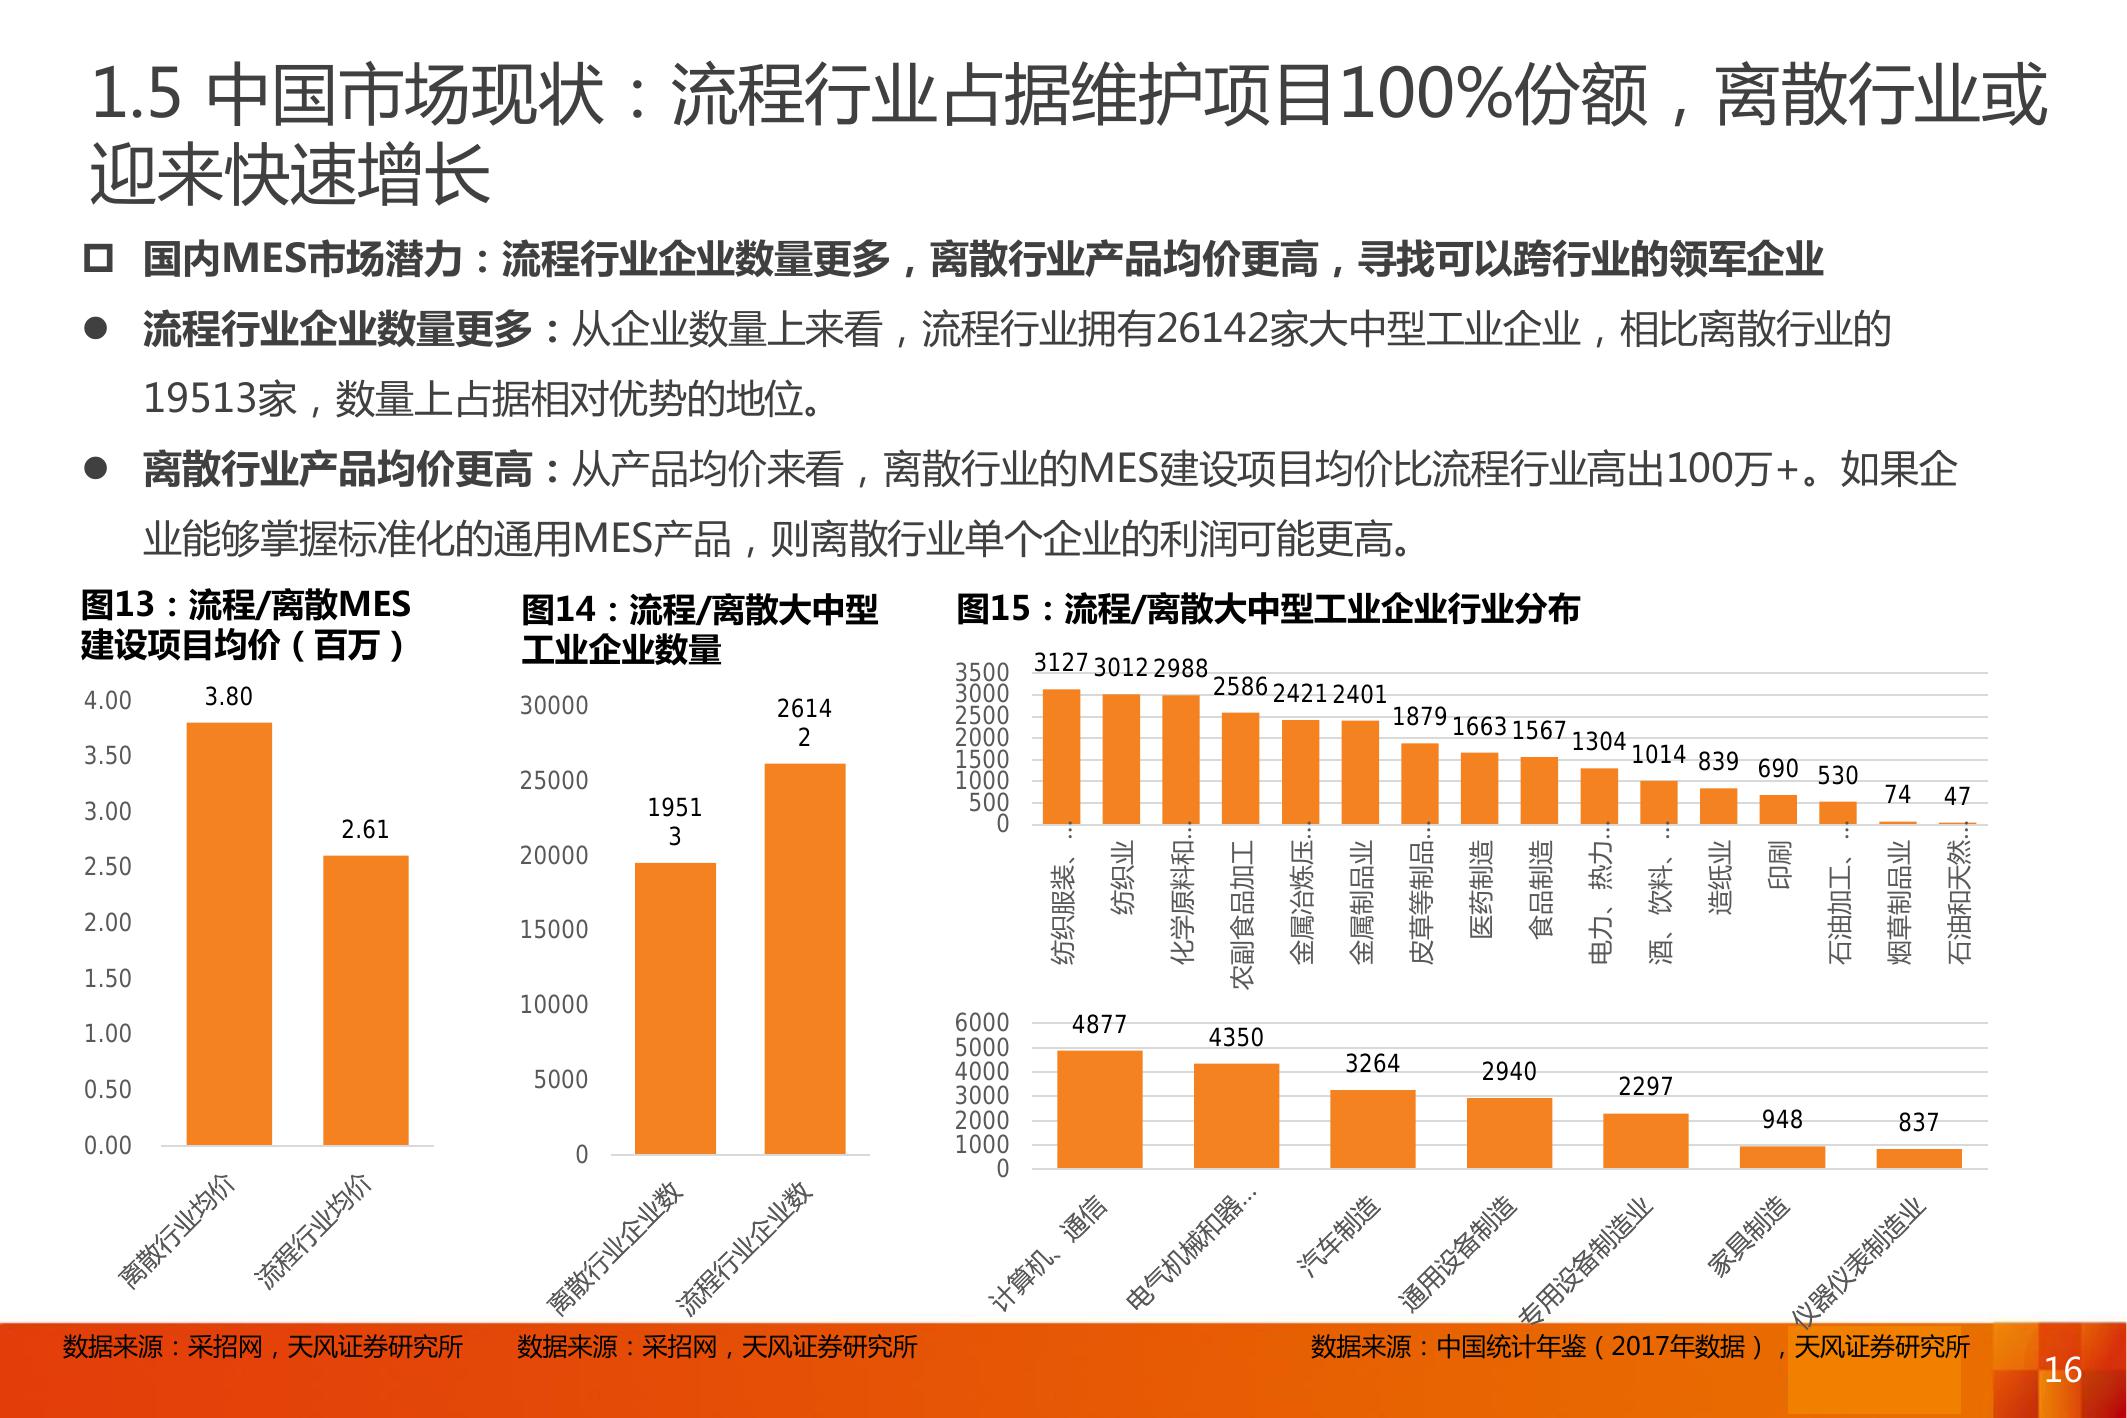 1.5 中国市场现状：流程行业占据维护项目100%份额，离散行业或
迎来快速增长
国内MES市场潜力：流程行业企业数量更多，离散行业产品均价更高，寻找可以跨行业的领军企业
流程行业企业数量更多：从企业数量上来看，流程行业拥有26142家大中型工业企业，相比离散行业的
19513家，数量上占据相对优势的地位。
离散行业产品均价更高：从产品均价来看，离散行业的MES建设项目均价比流程行业高出100万+。如果企
业能够掌握标准化的通用MES产品，则离散行业单个企业的利润可能更高。
图13：流程/离散MES
建设项目均价（百万）
4.00
3.50
3.00
2.50
2.00
1.50
1.00
0.50
0.00
3.80
2.61
离散行业均价
流程行业均价
图14：流程/离散大中型
工业企业数量
30000
25000
20000
15000
10000
5000
0
1951
3
2614
2
离散行业企业数
流程行业企业数
图15：流程/离散大中型工业企业行业分布
3500
3000
2500
2000
1500
1000
500
0
3127 3012 2988 2586 2421 2401 1879 1663 1567 1304 1014 839 690 530 74 47
纺织服装、…
纺织业
化学原料和…
农副食品加工
金属冶炼压…
金属制品业
皮草等制品…
医药制造
食品制造
电力、热力…
酒、饮料、…
造纸业
印刷
石油加工、…
烟草制品业
石油和天然…
6000
5000
4000
3000
2000
1000
0
4877 4350 3264 2940 2297 948 837
计算机、通信
电气机械和器…
汽车制造
通用设备制造
专用设备制造业
家具制造
仪器仪表制造业
数据来源：采招网，天风证券研究所
数据来源：采招网，天风证券研究所
数据来源：中国统计年鉴（2017年数据），天风证券研究所
16